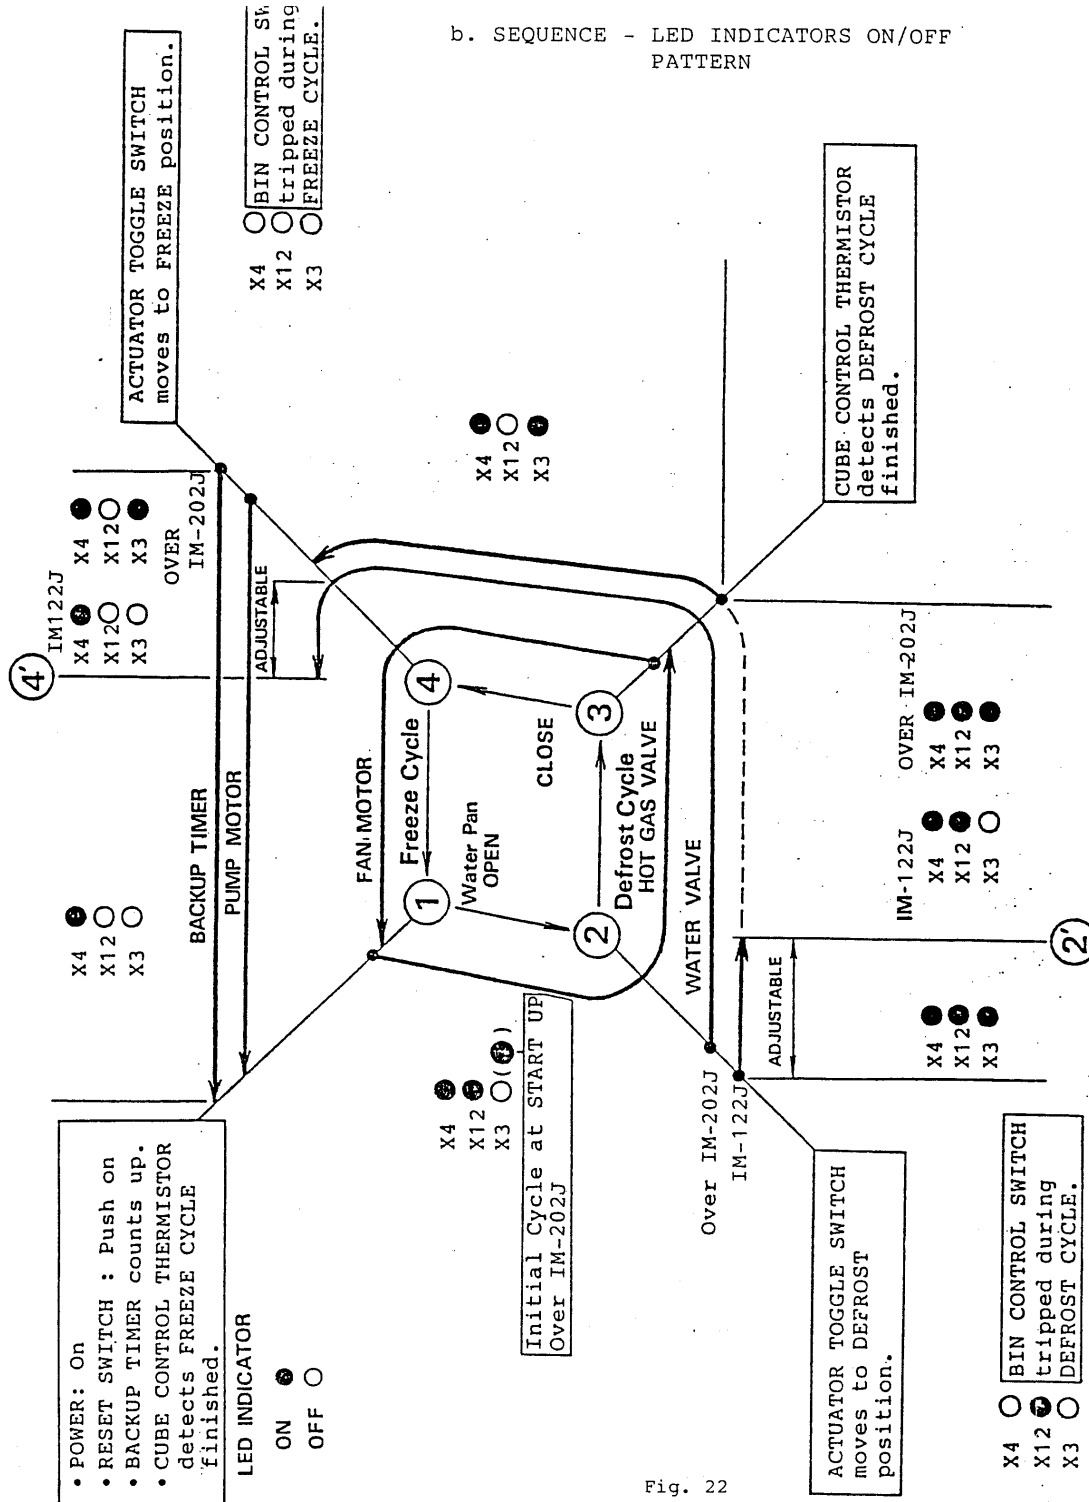 b. SEQUENCE - LED INDICATORS ON/OFF
PATTERN
• POWER: On
• RESET SWITCH : Push on
• BACKUP TIMER counts up.
• CUBE CONTROL THERMISTOR
detects FREEZE CYCLE
finished.
LED INDICATOR
ON
OFF
X4
X12
X3
BACKUP TIMER
PUMP MOTOR
4'
IM122J
X4
X12
X3
X4
X12
X3
OVER
IM-202J
ADJUSTABLE
ACTUATOR TOGGLE SWITCH
moves to FREEZE position.
X4
X12
X3
BIN CONTROL
tripped during
FREEZE CYCLE.
FAN MOTOR
Freeze Cycle
1
4
Water Pan
OPEN
CLOSE
2
3
Defrost Cycle
HOT GAS VALVE
WATER VALVE
X4
X12
X3
( )
Initial Cycle at START UP
Over IM-202J
X4
X12
X3
Over IM-202J
IM-122J
ADJUSTABLE
X4
X12
X3
2'
IM-122J
X4
X12
X3
OVER IM-202J
X4
X12
X3
CUBE CONTROL THERMISTOR
detects DEFROST CYCLE
finished.
ACTUATOR TOGGLE SWITCH
moves to DEFROST
position.
X4
X12
X3
BIN CONTROL SWITCH
tripped during
DEFROST CYCLE.
Fig. 22